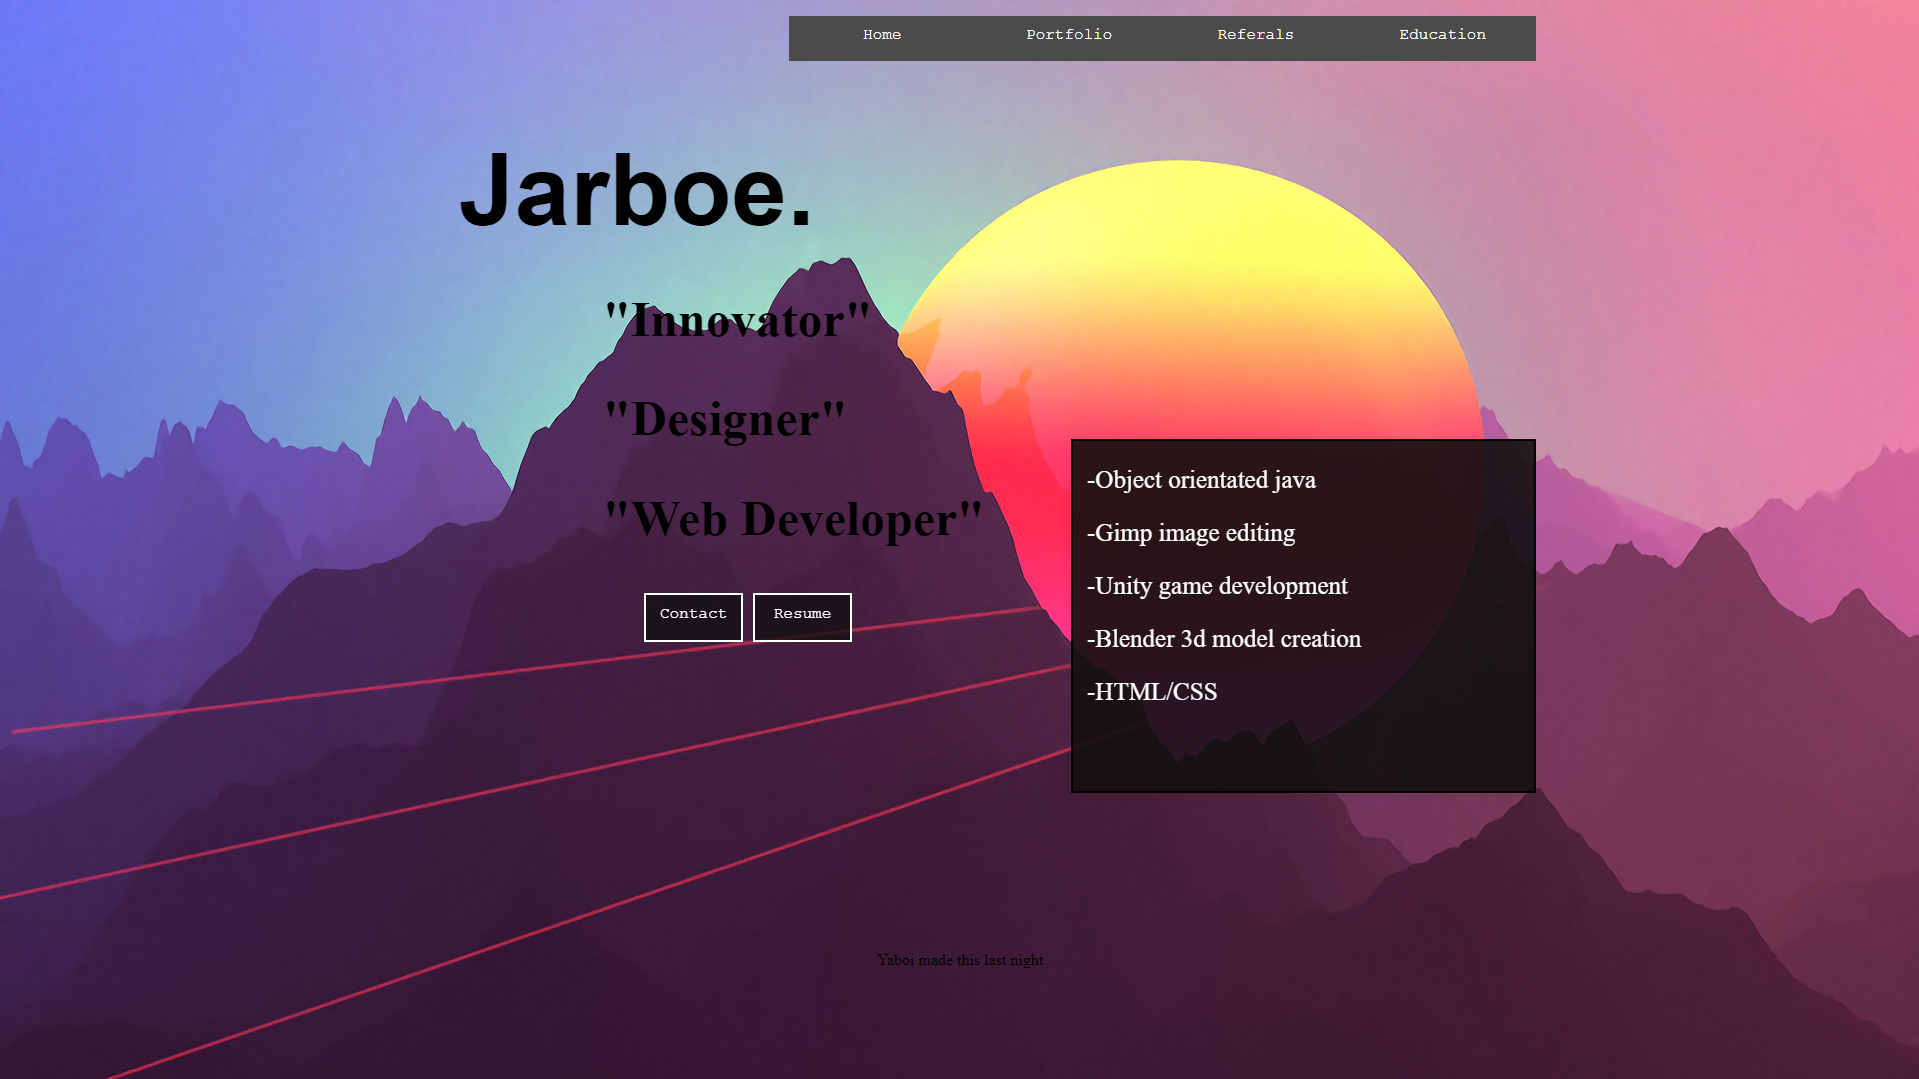 Home Portfolio Referals Education
Jarboe.
"Innovator"
"Designer"
"Web Developer"
Contact Resume
-Object orientated java
-Gimp image editing
-Unity game development
-Blender 3d model creation
-HTML/CSS
Yaboi made this last night